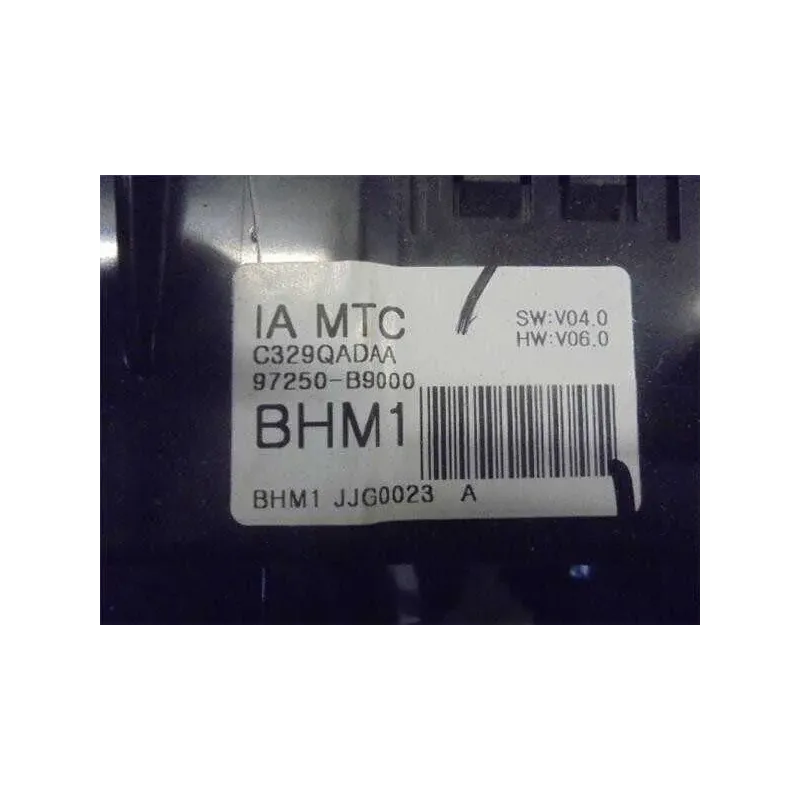 IA MTC
SW:V04.0
C329QADAA
HW:V06.0
97250-B9000
BHM1
BHM1 JJG0023 A